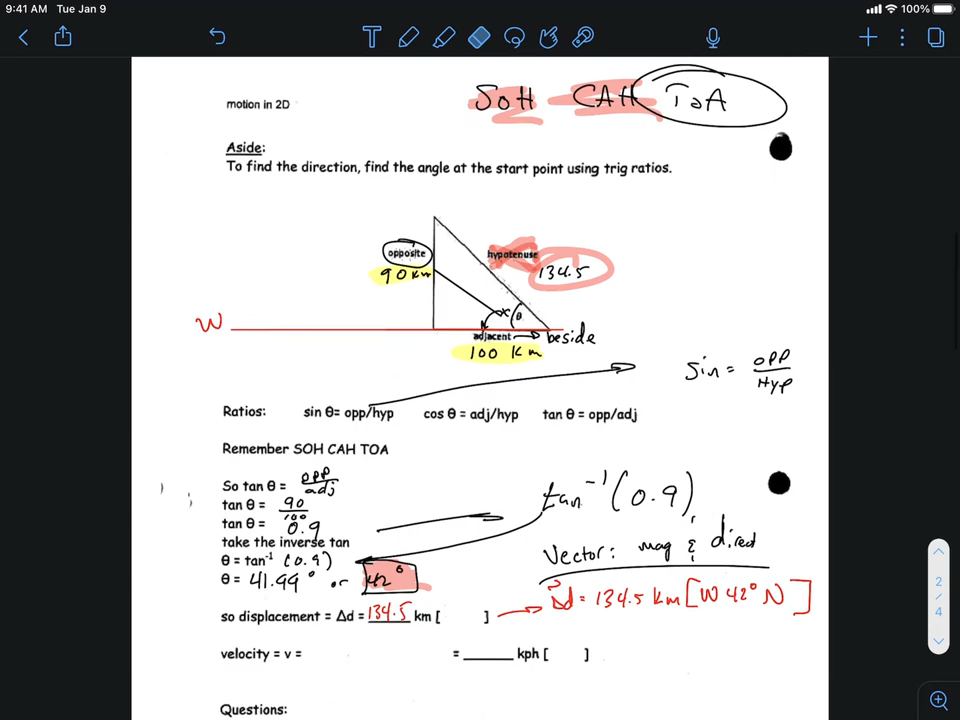 9:41 AM Tue Jan 9
100%
SOH CAH TOA
motion in 2D
Aside:
To find the direction, find the angle at the start point using trig ratios.
opposite
hypotenuse
90 km
134.5
x θ
W
adjacent → beside
100 Km
sin = OPP/HYP
Ratios: sin θ= opp/hyp cos θ = adj/hyp tan θ = opp/adj
Remember SOH CAH TOA
So tan θ = OPP/adj
tan θ = 90/100
tan θ = 0.9
tan⁻¹(0.9)
take the inverse tan
θ = tan⁻¹ (0.9)
Vector: mag & direct
θ = 41.99° or 42°
so displacement = Δd = 134.5 km [ ]
Δd = 134.5 km [W 42° N]
velocity = v = = ______ kph [ ]
2/4
Questions: